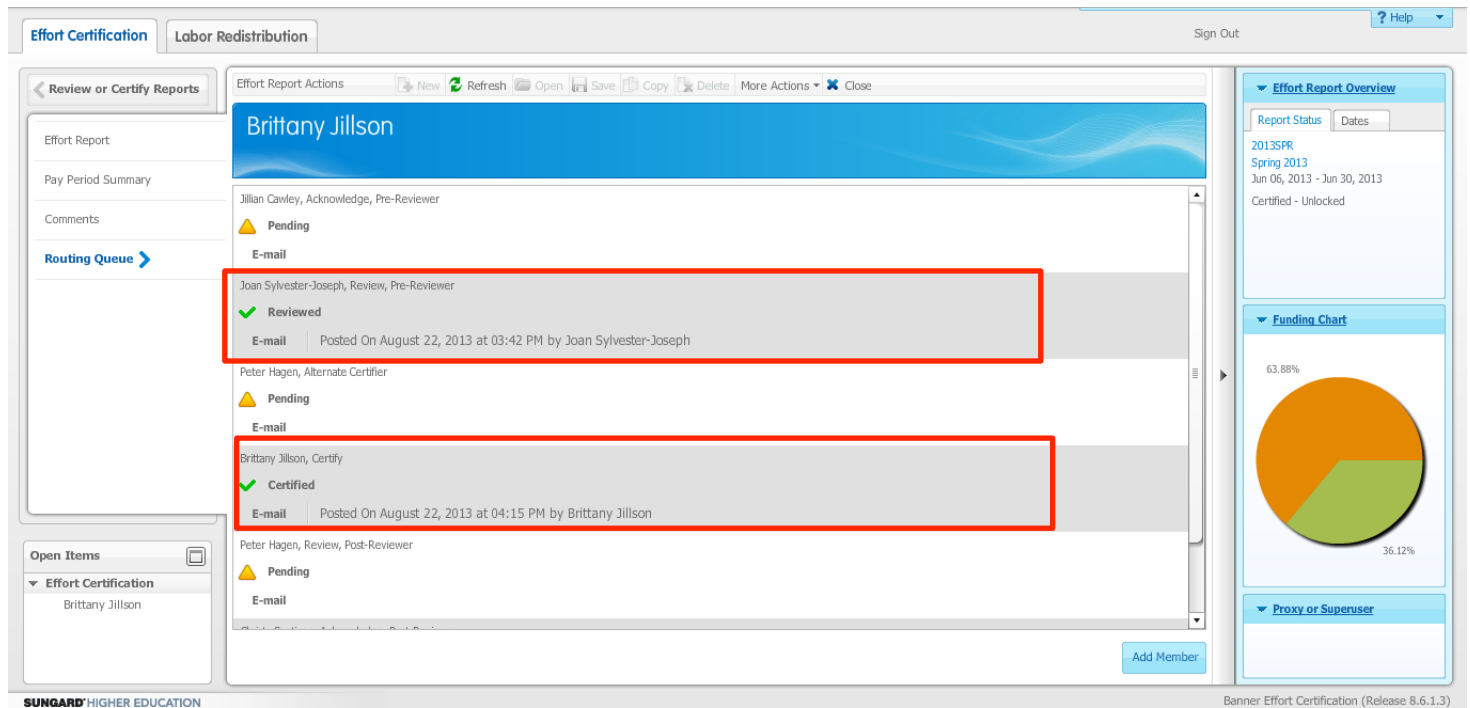 Effort Certification
Labor Redistribution
Sign Out
? Help
Review or Certify Reports
Effort Report
Pay Period Summary
Comments
Routing Queue
Open Items
Effort Certification
Brittany Jillson
Effort Report Actions New Refresh Open Save Copy Delete More Actions Close
Brittany Jillson
Jillian Cawley, Acknowledge, Pre-Reviewer
Pending
E-mail
Joan Sylvester-Joseph, Review, Pre-Reviewer
Reviewed
E-mail Posted On August 22, 2013 at 03:42 PM by Joan Sylvester-Joseph
Peter Hagen, Alternate Certifier
Pending
E-mail
Brittany Jillson, Certify
Certified
E-mail Posted On August 22, 2013 at 04:15 PM by Brittany Jillson
Peter Hagen, Review, Post-Reviewer
Pending
E-mail
Add Member
Effort Report Overview
Report Status Dates
2013SPR
Spring 2013
Jun 06, 2013 - Jun 30, 2013
Certified - Unlocked
Funding Chart
63.88%
36.12%
Proxy or Superuser
SUNGARD HIGHER EDUCATION
Banner Effort Certification (Release 8.6.1.3)